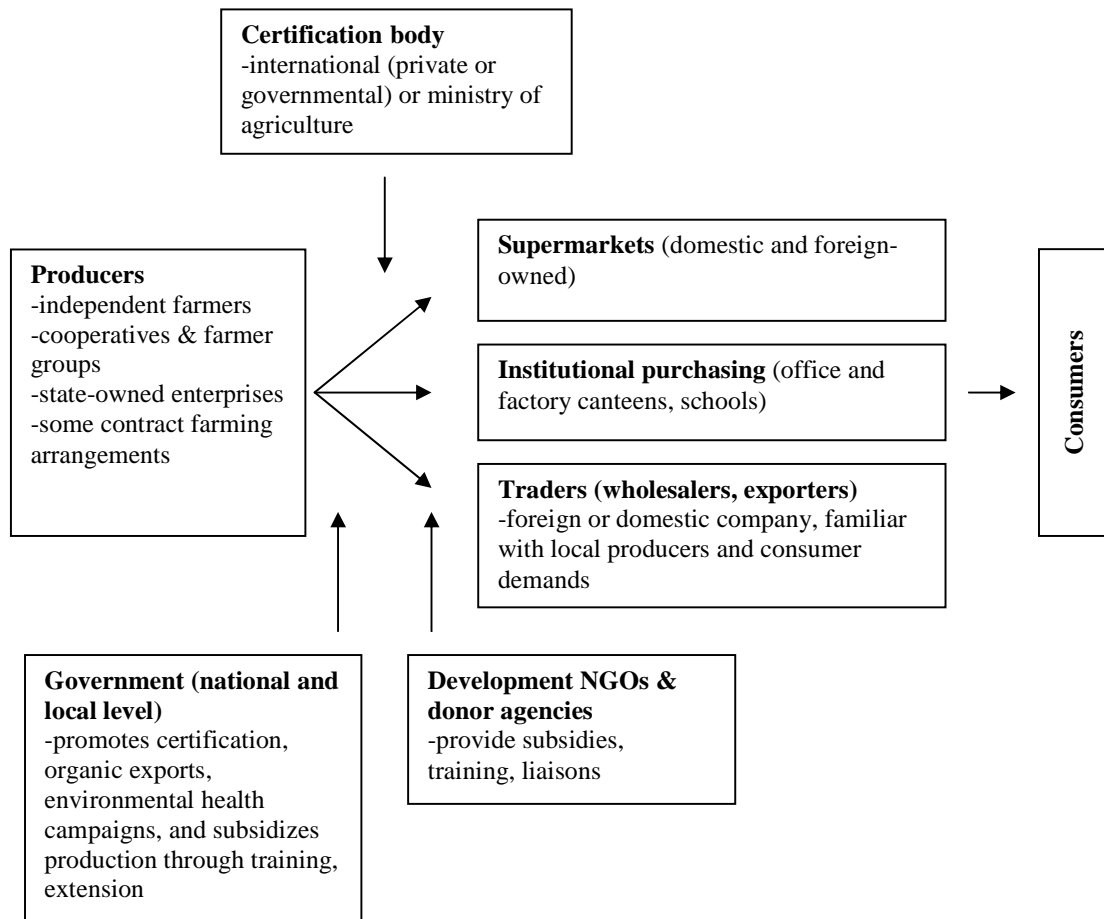 Certification body
-international (private or
governmental) or ministry of
agriculture
Producers
-independent farmers
-cooperatives & farmer
groups
-state-owned enterprises
-some contract farming
arrangements
Supermarkets (domestic and foreign-
owned)
Institutional purchasing (office and
factory canteens, schools)
Traders (wholesalers, exporters)
-foreign or domestic company, familiar
with local producers and consumer
demands
Consumers
Government (national and
local level)
-promotes certification,
organic exports,
environmental health
campaigns, and subsidizes
production through training,
extension
Development NGOs &
donor agencies
-provide subsidies,
training, liaisons